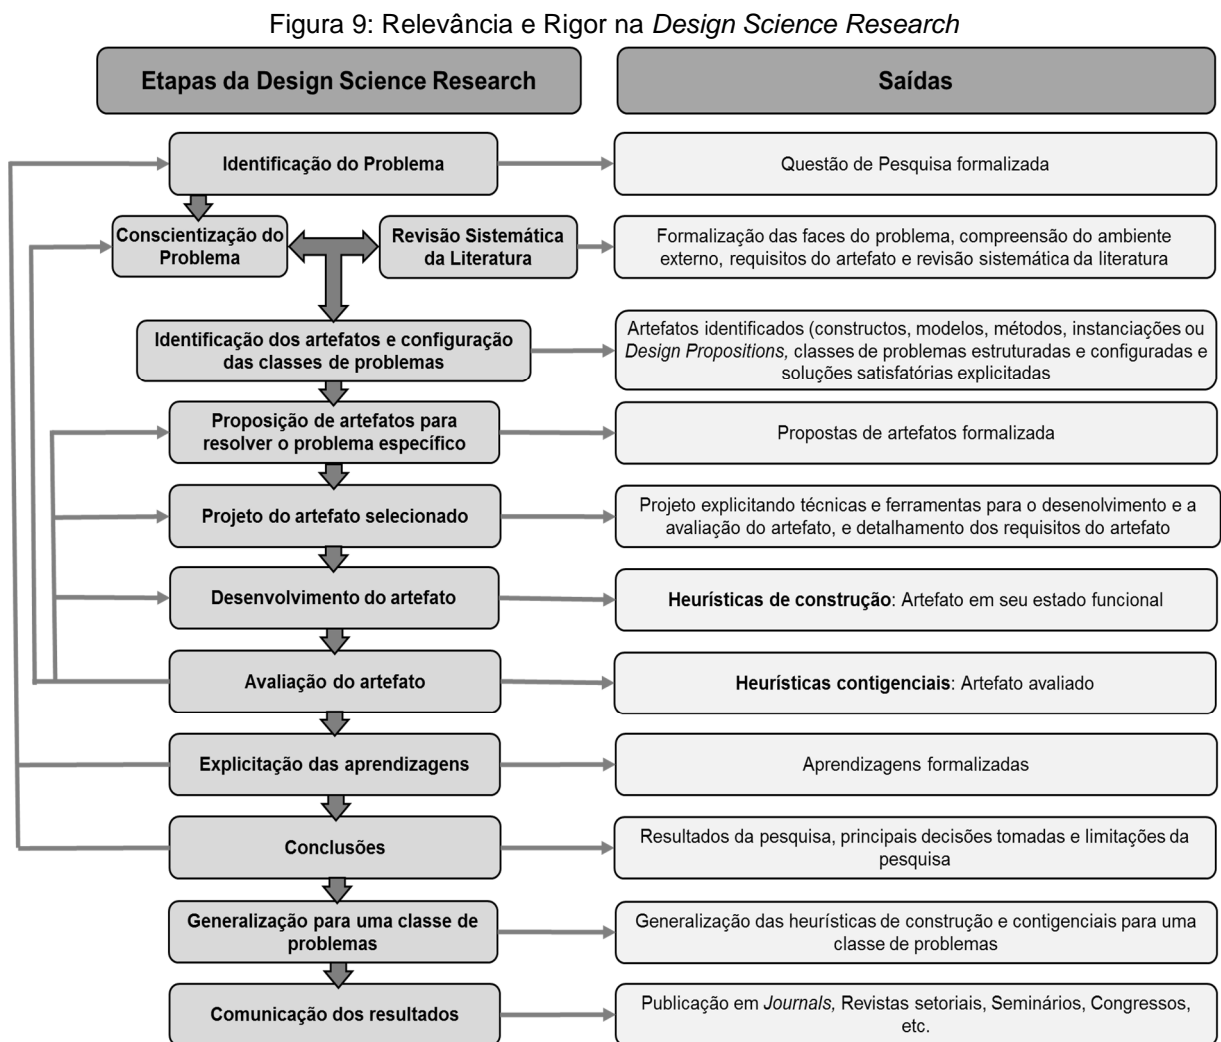 Figura 9: Relevância e Rigor na Design Science Research
Etapas da Design Science Research
Saídas
Identificação do Problema
Questão de Pesquisa formalizada
Conscientização do
Problema
Revisão Sistemática
da Literatura
Formalização das faces do problema, compreensão do ambiente
externo, requisitos do artefato e revisão sistemática da literatura
Identificação dos artefatos e configuração
das classes de problemas
Artefatos identificados (constructos, modelos, métodos, instanciações ou
Design Propositions, classes de problemas estruturadas e configuradas e
soluções satisfatórias explicitadas
Proposição de artefatos para
resolver o problema específico
Propostas de artefatos formalizada
Projeto do artefato selecionado
Projeto explicitando técnicas e ferramentas para o desenvolvimento e a
avaliação do artefato, e detalhamento dos requisitos do artefato
Desenvolvimento do artefato
Heurísticas de construção: Artefato em seu estado funcional
Avaliação do artefato
Heurísticas contigenciais: Artefato avaliado
Explicitação das aprendizagens
Aprendizagens formalizadas
Conclusões
Resultados da pesquisa, principais decisões tomadas e limitações da
pesquisa
Generalização para uma classe de
problemas
Generalização das heurísticas de construção e contigenciais para uma
classe de problemas
Comunicação dos resultados
Publicação em Journals, Revistas setoriais, Seminários, Congressos,
etc.